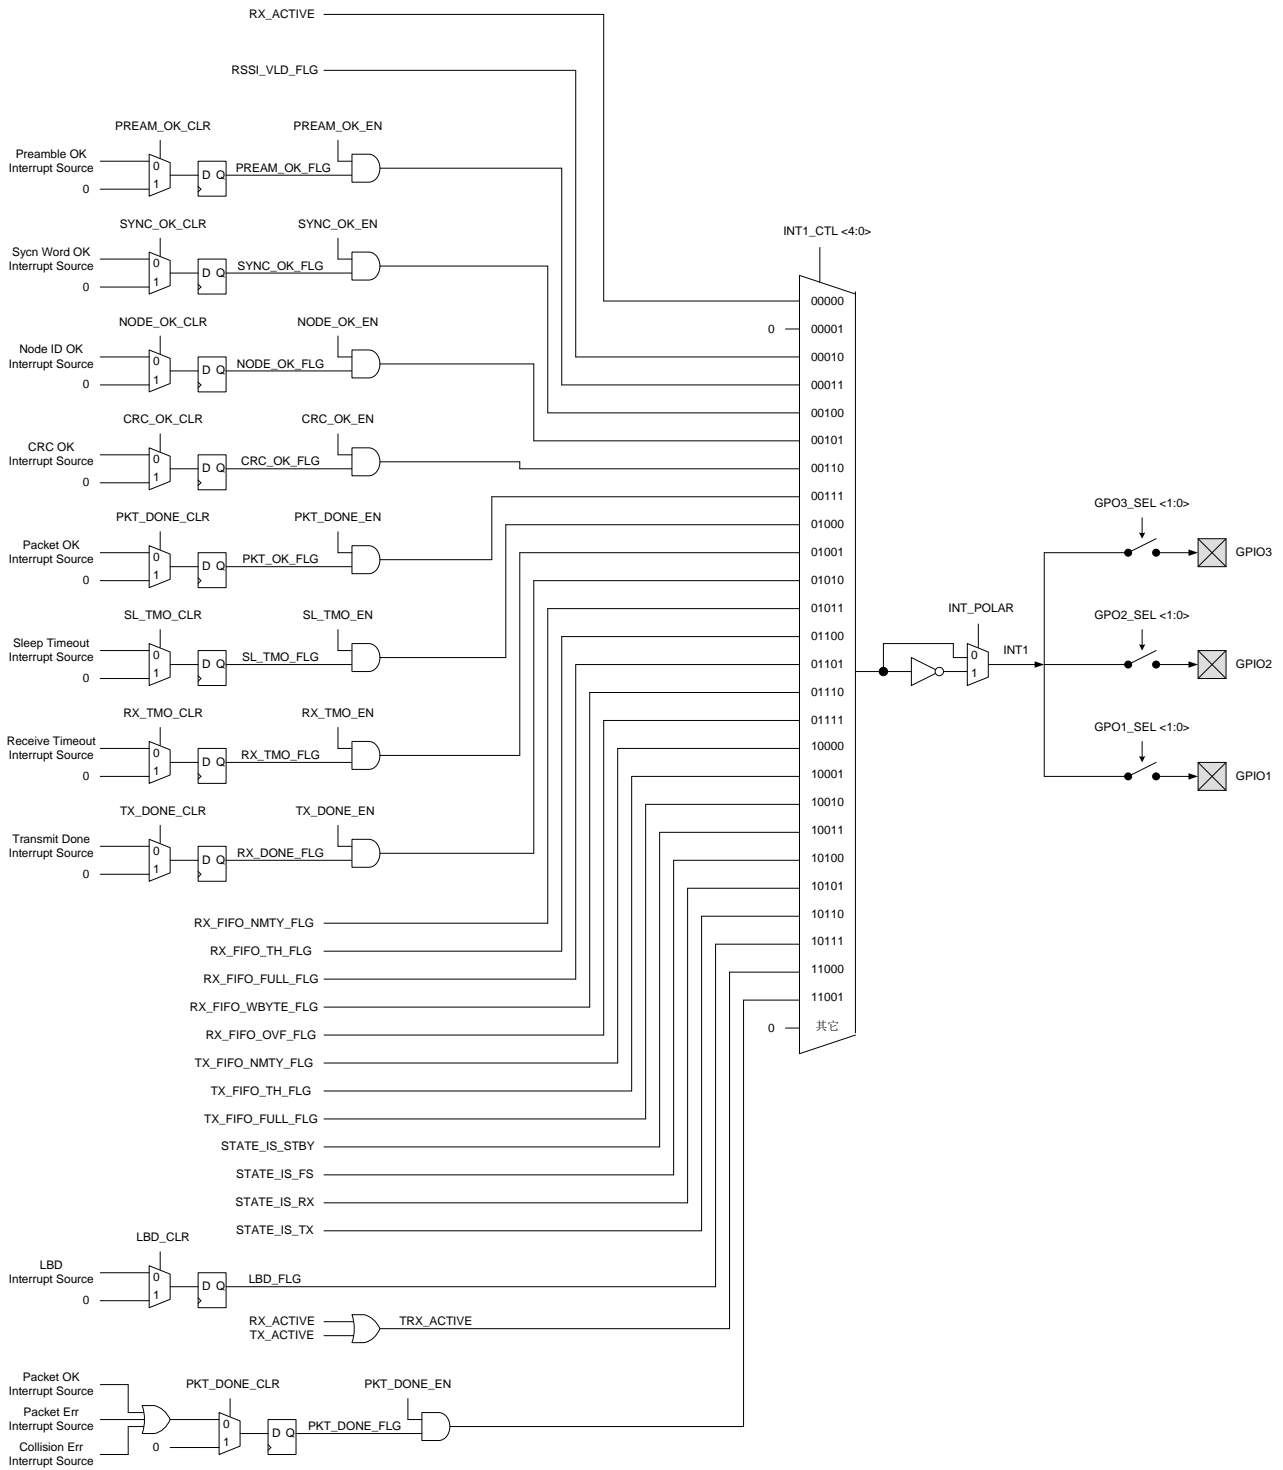 RX_ACTIVE
RSSI_VLD_FLG
PREAM_OK_CLR PREAM_OK_EN
Preamble OK
Interrupt Source
0
0
1
D Q
PREAM_OK_FLG
SYNC_OK_CLR SYNC_OK_EN
Sycn Word OK
Interrupt Source
0
0
1
D Q
SYNC_OK_FLG
NODE_OK_CLR NODE_OK_EN
Node ID OK
Interrupt Source
0
0
1
D Q
NODE_OK_FLG
CRC_OK_CLR CRC_OK_EN
CRC OK
Interrupt Source
0
0
1
D Q
CRC_OK_FLG
PKT_DONE_CLR PKT_DONE_EN
Packet OK
Interrupt Source
0
0
1
D Q
PKT_OK_FLG
SL_TMO_CLR SL_TMO_EN
Sleep Timeout
Interrupt Source
0
0
1
D Q
SL_TMO_FLG
RX_TMO_CLR RX_TMO_EN
Receive Timeout
Interrupt Source
0
0
1
D Q
RX_TMO_FLG
TX_DONE_CLR TX_DONE_EN
Transmit Done
Interrupt Source
0
0
1
D Q
RX_DONE_FLG
RX_FIFO_NMTY_FLG
RX_FIFO_TH_FLG
RX_FIFO_FULL_FLG
RX_FIFO_WBYTE_FLG
RX_FIFO_OVF_FLG
TX_FIFO_NMTY_FLG
TX_FIFO_TH_FLG
TX_FIFO_FULL_FLG
STATE_IS_STBY
STATE_IS_FS
STATE_IS_RX
STATE_IS_TX
LBD_CLR
LBD
Interrupt Source
0
0
1
D Q
LBD_FLG
RX_ACTIVE
TX_ACTIVE
TRX_ACTIVE
PKT_DONE_CLR PKT_DONE_EN
Packet OK
Interrupt Source
Packet Err
Interrupt Source
Collision Err
Interrupt Source
0
0
1
D Q
PKT_DONE_FLG
INT1_CTL <4:0>
00000
0 00001
00010
00011
00100
00101
00110
00111
01000
01001
01010
01011
01100
01101
01110
01111
10000
10001
10010
10011
10100
10101
10110
10111
11000
11001
0 其它
INT_POLAR
0
1
INT1
GPO3_SEL <1:0>
GPIO3
GPO2_SEL <1:0>
GPIO2
GPO1_SEL <1:0>
GPIO1